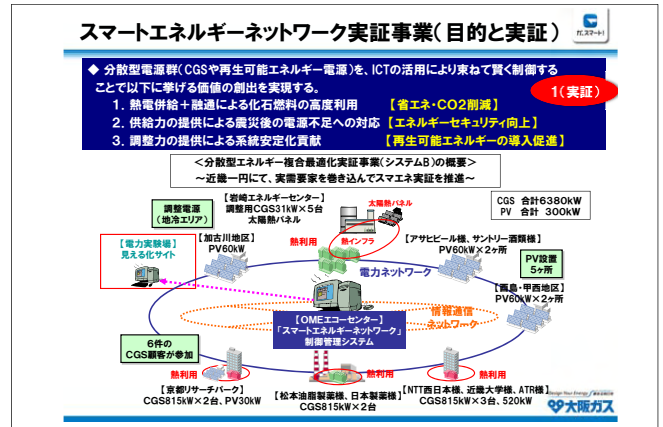 スマートエネルギーネットワーク実証事業(目的と実証)
◆ 分散型電源群(CGSや再生可能エネルギー電源)を、ICTの活用により束ねて賢く制御する
ことで以下に挙げる価値の創出を実現する。
1(実証)
1. 熱電併給+融通による化石燃料の高度利用 【省エネ・CO2削減】
2. 供給力の提供による震災後の電源不足への対応 【エネルギーセキュリティ向上】
3. 調整力の提供による系統安定化貢献 【再生可能エネルギーの導入促進】
<分散型エネルギー複合最適化実証事業(システムB)の概要>
~近畿一円にて、実需要家を巻き込んでスマエネ実証を推進~
CGS 合計6380kW
PV 合計 300kW
調整電源
(地冷エリア)
【岩崎エネルギーセンター】
調整用CGS31kW×5台
太陽熱パネル
太陽熱パネル
熱インフラ
熱利用
【電力実験場】
見える化サイト
【加古川地区】
PV60kW
【アサヒビール様、サントリー酒類様】
PV60kW×2ヶ所
PV設置
5ヶ所
電力ネットワーク
【酉島・甲西地区】
PV60kW×2ヶ所
情報通信
ネットワーク
【OMEエコーセンター】
「スマートエネルギーネットワーク」
制御管理システム
6件の
CGS顧客が参加
熱利用
熱利用
熱利用
【京都リサーチパーク】
CGS815kW×2台、PV30kW
【松本油脂製薬様、日本製薬様】
CGS815kW×2台
【NTT西日本様、近畿大学様、ATR様】
CGS815kW×3台、520kW
Design Your Energy
大阪ガス